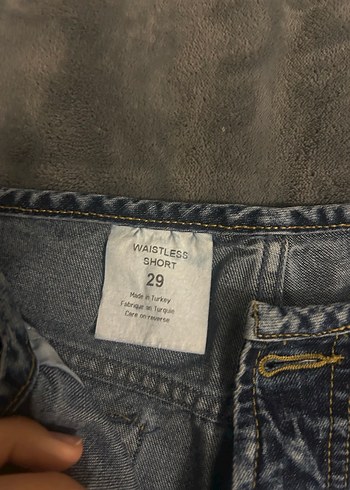 WAISTLESS
SHORT
29
Made in Turkey
Fabriqué en Turquie
Care on reverse